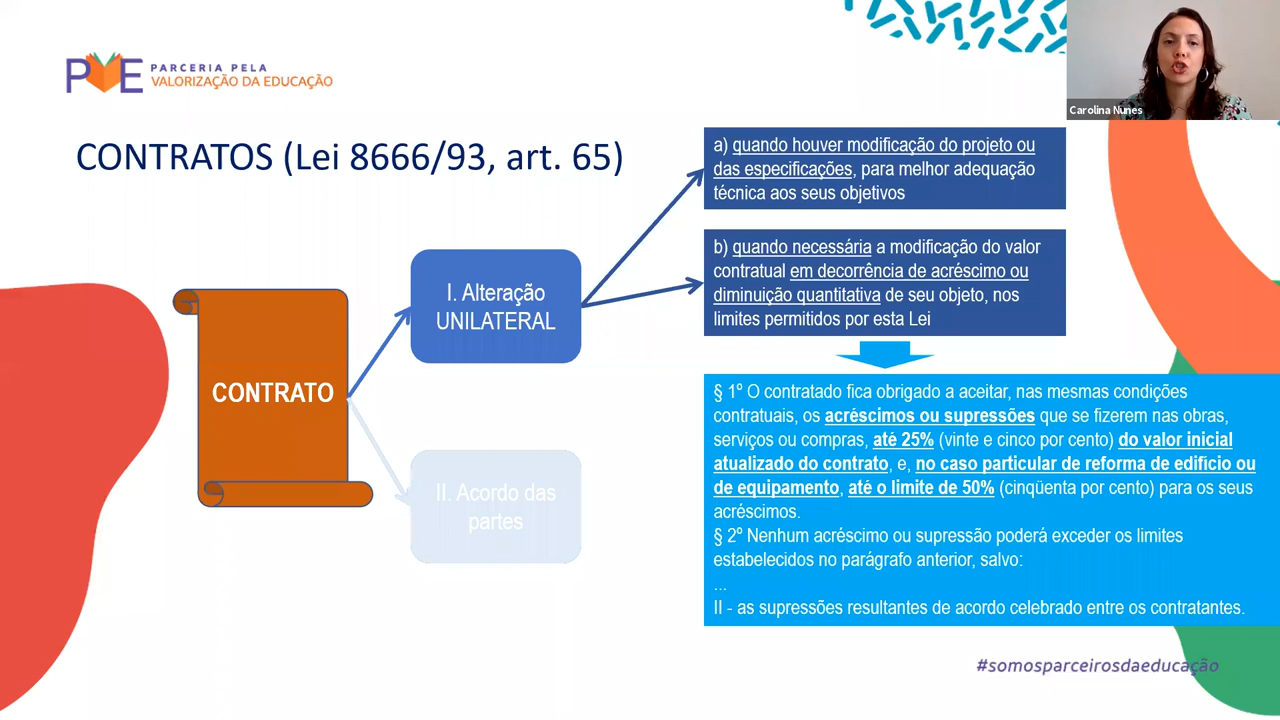 PVE
PARCERIA PELA
VALORIZAÇÃO DA EDUCAÇÃO
Carolina Nunes
CONTRATOS (Lei 8666/93, art. 65)
CONTRATO
I. Alteração
UNILATERAL
II. Acordo das
partes
a) quando houver modificação do projeto ou
das especificações, para melhor adequação
técnica aos seus objetivos
b) quando necessária a modificação do valor
contratual em decorrência de acréscimo ou
diminuição quantitativa de seu objeto, nos
limites permitidos por esta Lei
§ 1º O contratado fica obrigado a aceitar, nas mesmas condições
contratuais, os acréscimos ou supressões que se fizerem nas obras,
serviços ou compras, até 25% (vinte e cinco por cento) do valor inicial
atualizado do contrato, e, no caso particular de reforma de edifício ou
de equipamento, até o limite de 50% (cinqüenta por cento) para os seus
acréscimos.
§ 2º Nenhum acréscimo ou supressão poderá exceder os limites
estabelecidos no parágrafo anterior, salvo:
...
II - as supressões resultantes de acordo celebrado entre os contratantes.
#somosparceirosdaeducação